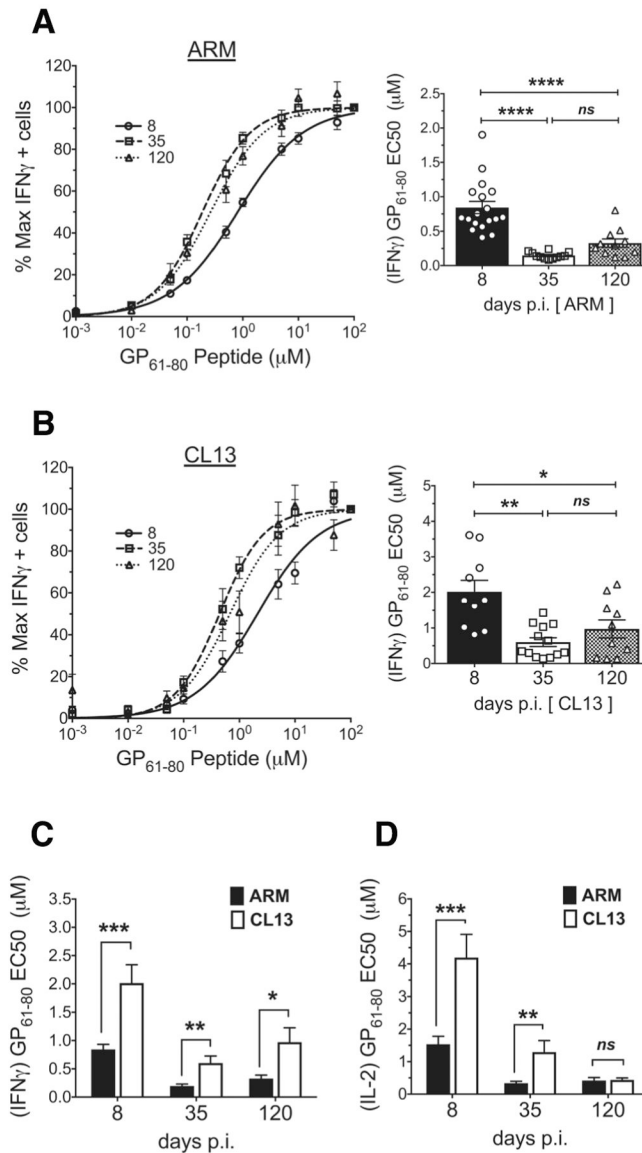 A
ARM
% Max IFNγ + cells
120
100
80
60
40
20
0
8
35
120
10⁻³ 10⁻² 10⁻¹ 10⁰ 10¹ 10²
GP₆₁₋₈₀ Peptide (μM)
(IFNγ) GP₆₁₋₈₀ EC50 (μM)
****
**** ns
2.5
2.0
1.5
1.0
0.5
0.0
8 35 120
days p.i. [ ARM ]
B
CL13
% Max IFNγ + cells
120
100
80
60
40
20
0
8
35
120
10⁻³ 10⁻² 10⁻¹ 10⁰ 10¹ 10²
GP₆₁₋₈₀ Peptide (μM)
(IFNγ) GP₆₁₋₈₀ EC50 (μM)
*
** ns
5
4
3
2
1
0
8 35 120
days p.i. [ CL13 ]
C
(IFNγ) GP₆₁₋₈₀ EC50 (μM)
ARM
CL13
3.5
3.0
2.5
2.0
1.5
1.0
0.5
0.0
*** ** *
8 35 120
days p.i.
D
(IL-2) GP₆₁₋₈₀ EC50 (μM)
ARM
CL13
6
5
4
3
2
1
0
*** ** ns
8 35 120
days p.i.